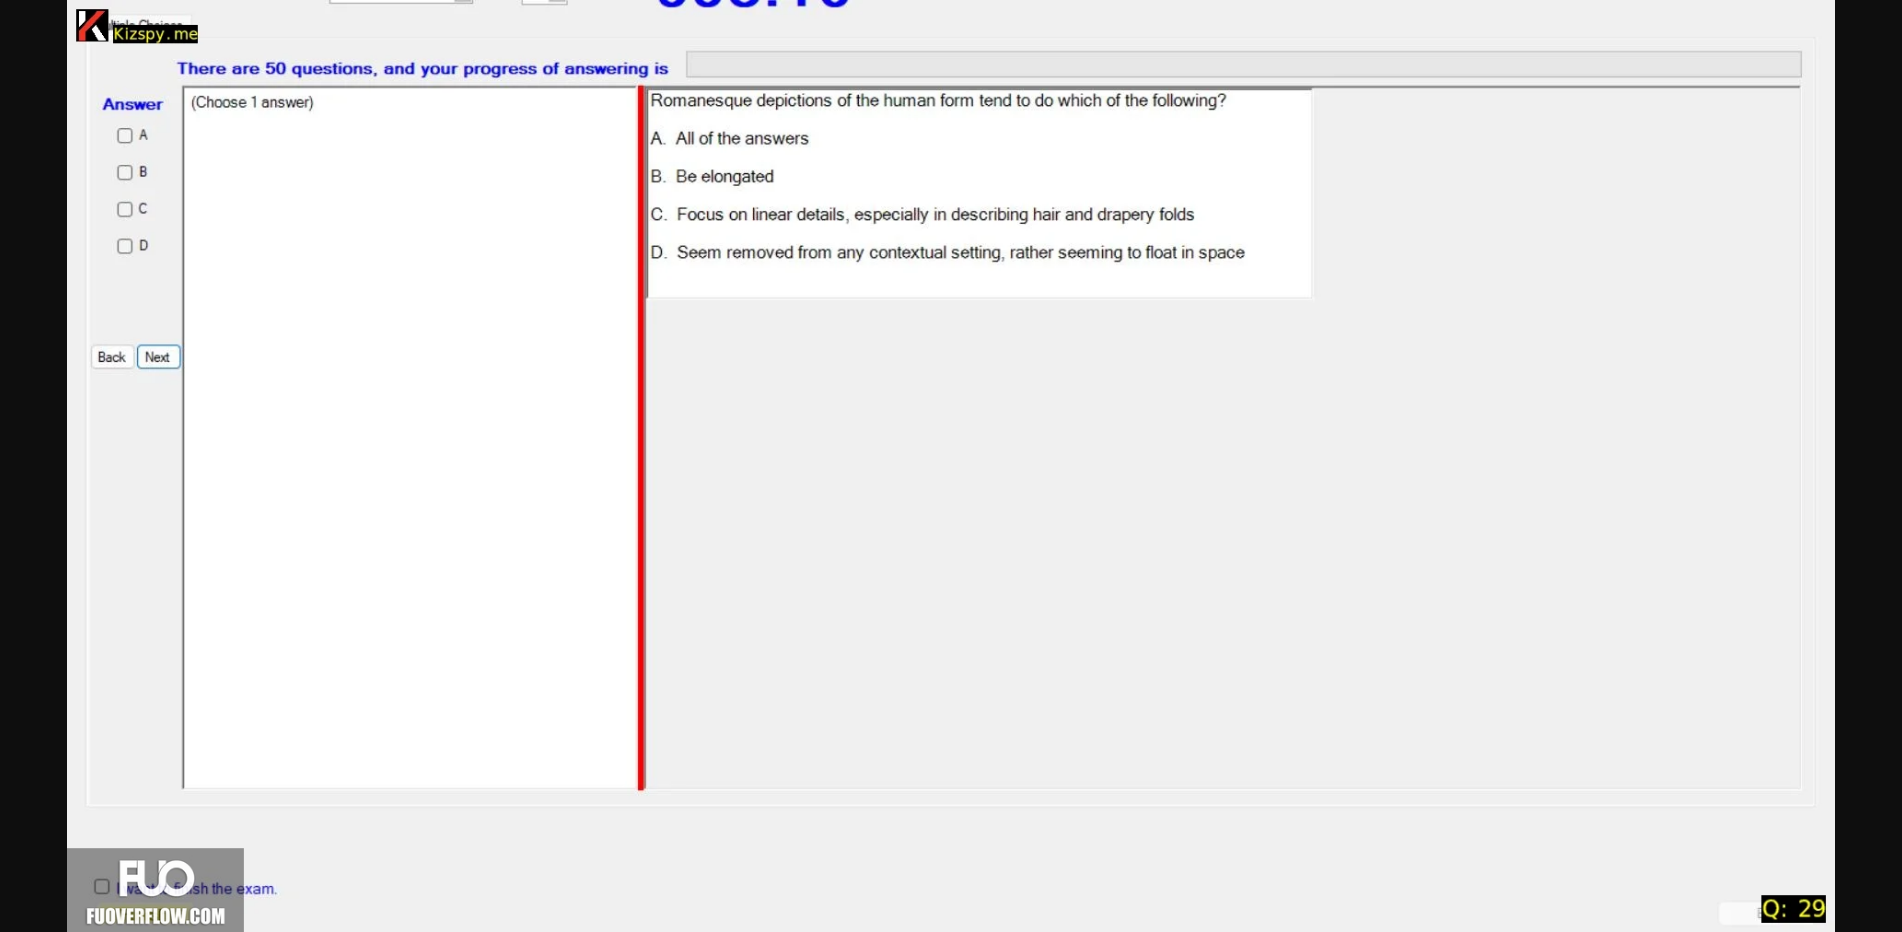 Kizspy.me
There are 50 questions, and your progress of answering is
Answer
(Choose 1 answer)
A
B
C
D
Back
Next
Romanesque depictions of the human form tend to do which of the following?
A. All of the answers
B. Be elongated
C. Focus on linear details, especially in describing hair and drapery folds
D. Seem removed from any contextual setting, rather seeming to float in space
FUO
the exam.
FUOVERFLOW.COM
Q: 29